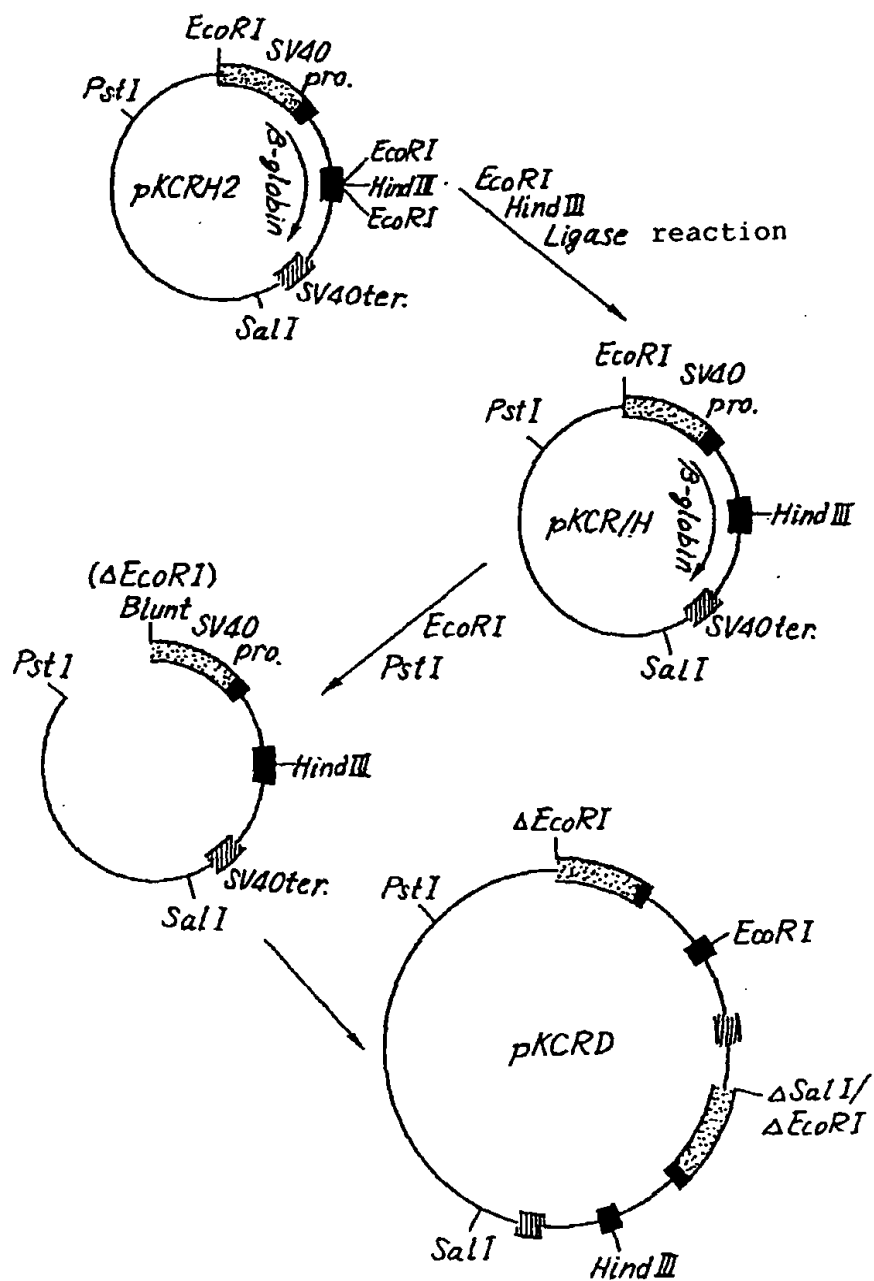 EcoRI
SV40
pro.
PstI
EcoRI
HindIII
EcoRI
pKCRH2
β-globin
SV40ter.
SalI
EcoRI
HindIII
Ligase reaction
EcoRI
SV40
pro.
PstI
pKCR/H
β-globin
HindIII
SV40ter.
SalI
EcoRI
PstI
(ΔEcoRI)
Blunt
SV40
pro.
PstI
HindIII
SV40ter.
SalI
ΔEcoRI
PstI
EcoRI
pKCRD
ΔSalI/
ΔEcoRI
SalI
HindIII